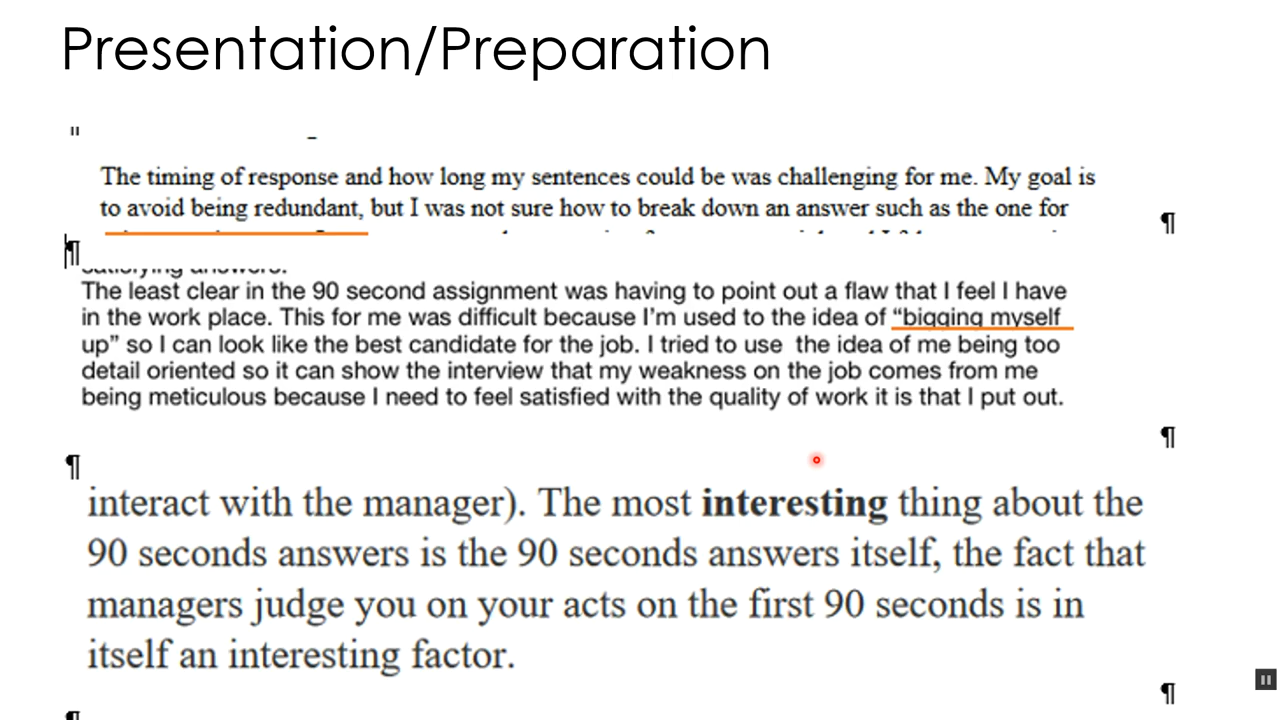 Presentation/Preparation
"
The timing of response and how long my sentences could be was challenging for me. My goal is
to avoid being redundant, but I was not sure how to break down an answer such as the one for
¶
¶
satisfying answers.
The least clear in the 90 second assignment was having to point out a flaw that I feel I have
in the work place. This for me was difficult because I’m used to the idea of “bigging myself
up” so I can look like the best candidate for the job. I tried to use the idea of me being too
detail oriented so it can show the interview that my weakness on the job comes from me
being meticulous because I need to feel satisfied with the quality of work it is that I put out.
¶
¶
interact with the manager). The most interesting thing about the
90 seconds answers is the 90 seconds answers itself, the fact that
managers judge you on your acts on the first 90 seconds is in
itself an interesting factor.
¶
¶